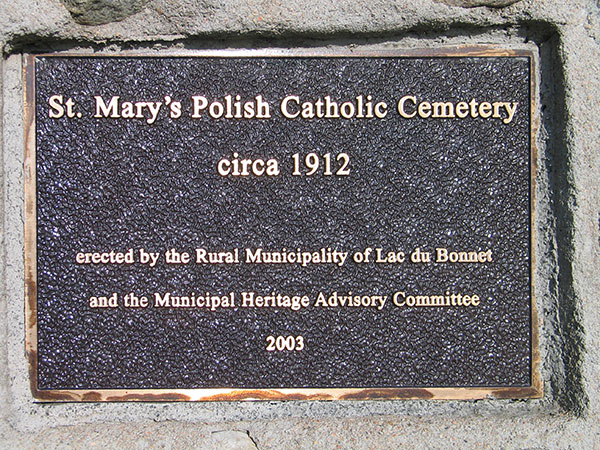 St. Mary's Polish Catholic Cemetery
circa 1912
erected by the Rural Municipality of Lac du Bonnet
and the Municipal Heritage Advisory Committee
2003